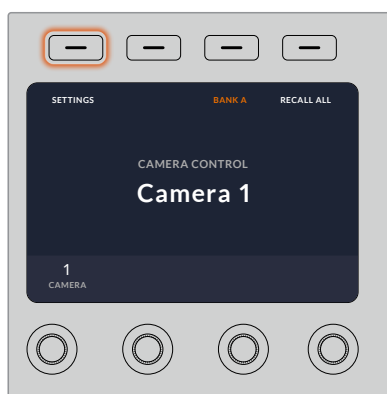 SETTINGS BANK A RECALL ALL
CAMERA CONTROL
Camera 1
1
CAMERA